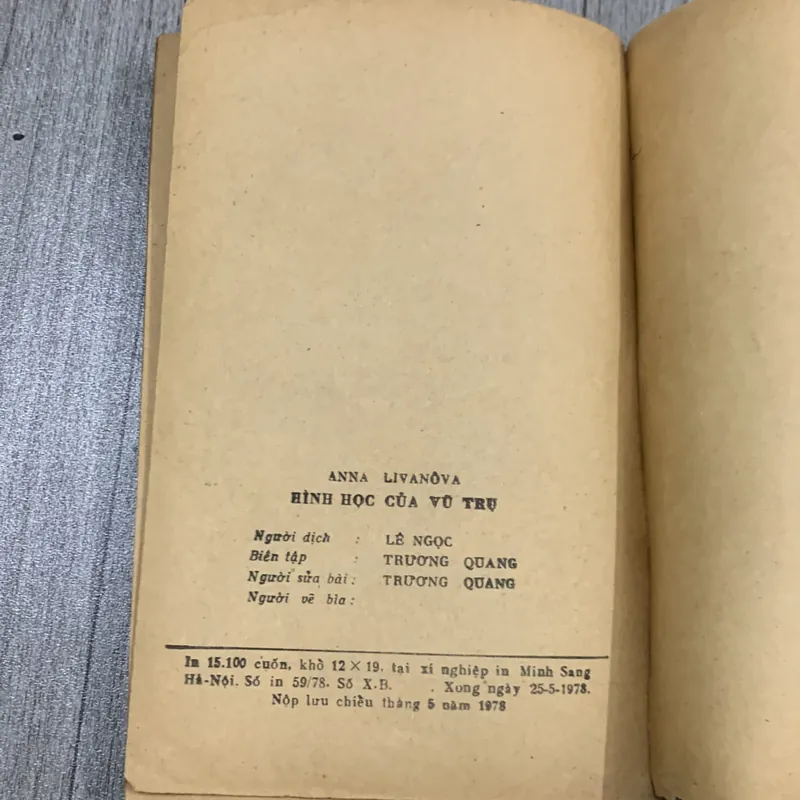 ANNA LIVANÔVA
HÌNH HỌC CỦA VŨ TRỤ
Người dịch : LÊ NGỌC
Biên tập : TRƯƠNG QUANG
Người sửa bài : TRƯƠNG QUANG
Người vẽ bìa :
In 15.100 cuốn, khổ 12 × 19. tại xí nghiệp in Minh Sang
Hà-Nội. Số in 59/78. Số X.B. . Xong ngày 25-5-1978.
Nộp lưu chiểu tháng 5 năm 1978